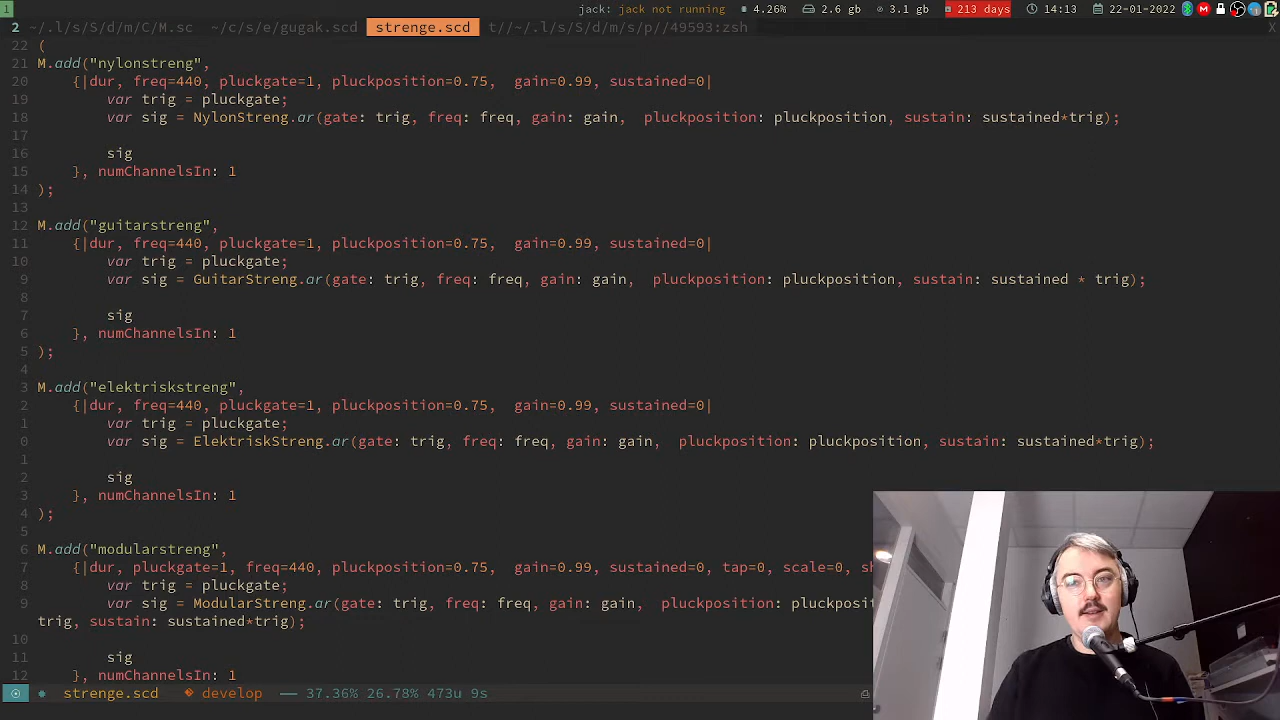 1 jack: jack not running 4.26% 2.6 gb 3.1 gb 213 days 14:13 22-01-2022
2 ~/.l/s/S/d/m/C/M.sc ~/c/s/e/gugak.scd strenge.scd t//~/.l/s/S/d/m/s/p//49593:zsh X
22 (
21 M.add("nylonstreng",
20 {|dur, freq=440, pluckgate=1, pluckposition=0.75, gain=0.99, sustained=0|
19 var trig = pluckgate;
18 var sig = NylonStreng.ar(gate: trig, freq: freq, gain: gain, pluckposition: pluckposition, sustain: sustained*trig);
17
16 sig
15 }, numChannelsIn: 1
14 );
13
12 M.add("guitarstreng",
11 {|dur, freq=440, pluckgate=1, pluckposition=0.75, gain=0.99, sustained=0|
10 var trig = pluckgate;
9 var sig = GuitarStreng.ar(gate: trig, freq: freq, gain: gain, pluckposition: pluckposition, sustain: sustained * trig);
8
7 sig
6 }, numChannelsIn: 1
5 );
4
3 M.add("elektriskstreng",
2 {|dur, freq=440, pluckgate=1, pluckposition=0.75, gain=0.99, sustained=0|
1 var trig = pluckgate;
0 var sig = ElektriskStreng.ar(gate: trig, freq: freq, gain: gain, pluckposition: pluckposition, sustain: sustained*trig);
1
2 sig
3 }, numChannelsIn: 1
4 );
5
6 M.add("modularstreng",
7 {|dur, pluckgate=1, freq=440, pluckposition=0.75, gain=0.99, sustained=0, tap=0, scale=0, sh
8 var trig = pluckgate;
9 var sig = ModularStreng.ar(gate: trig, freq: freq, gain: gain, pluckposition: pluckposit
trig, sustain: sustained*trig);
10
11 sig
12 }, numChannelsIn: 1
strenge.scd develop 37.36% 26.78% 473u 9s